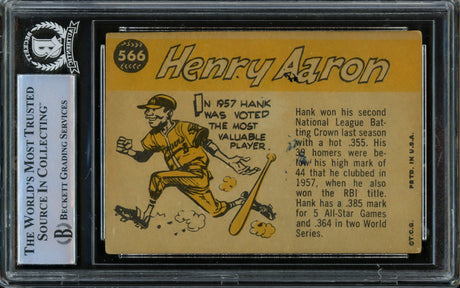 566
Henry Aaron
IN 1957 HANK
WAS VOTED
THE MOST
VALUABLE
PLAYER.
Hank won his second
National League Bat-
ting Crown last season
with a hot .355. His
39 homers were be-
low his high mark of
44 that he clubbed in
1957, when he also
won the RBI title.
Hank has a .385 mark
for 5 All-Star Games
and .364 in two World
Series.
©T.C.G. PRTD. IN U.S.A.
THE WORLD'S MOST TRUSTED
SOURCE IN COLLECTING™
BECKETT GRADING SERVICES